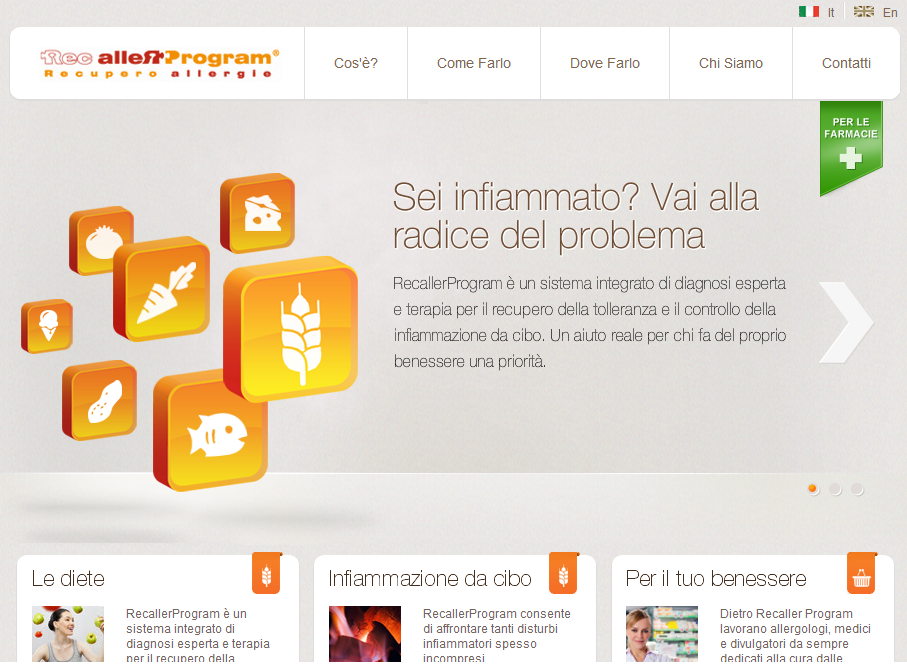 It En
Rec alleR Program®
Recupero allergie
Cos'è? Come Farlo Dove Farlo Chi Siamo Contatti
PER LE
FARMACIE
Sei infiammato? Vai alla
radice del problema
RecallerProgram è un sistema integrato di diagnosi esperta
e terapia per il recupero della tolleranza e il controllo della
infiammazione da cibo. Un aiuto reale per chi fa del proprio
benessere una priorità.
Le diete
RecallerProgram è un
sistema integrato di
diagnosi esperta e terapia
per il recupero della
Infiammazione da cibo
RecallerProgram consente
di affrontare tanti disturbi
infiammatori spesso
incompresi
Per il tuo benessere
Dietro Recaller Program
lavorano allergologi, medici
e divulgatori da sempre
dedicati alla cura dalle